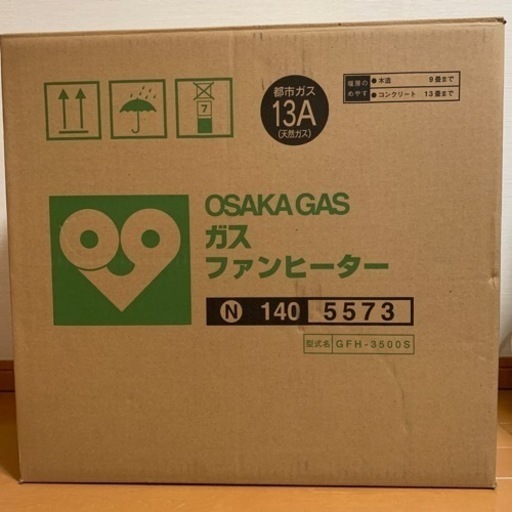 7
都市ガス
13A
(天然ガス)
暖房の
めやす
●木造 9畳まで
●コンクリート 13畳まで
OSAKA GAS
ガス
ファンヒーター
N 140 5573
型式名 GFH-3500S